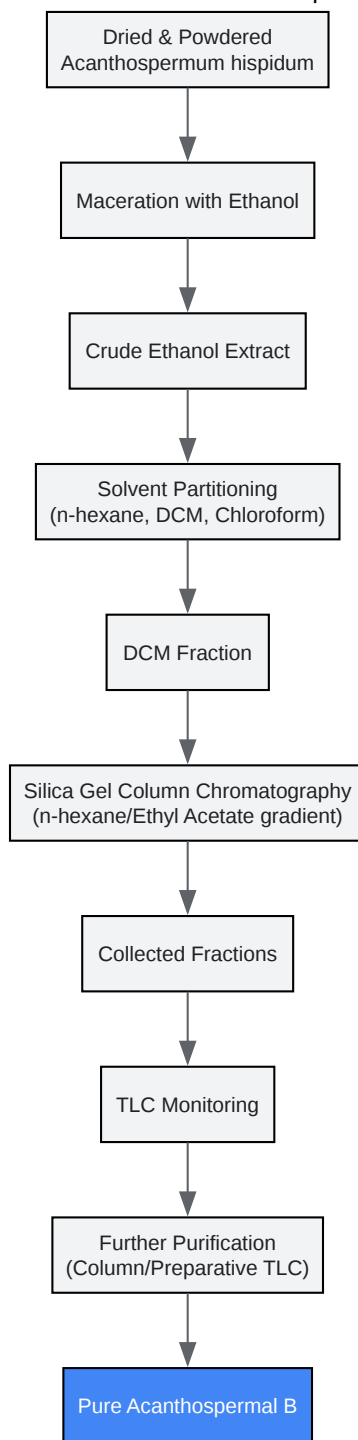 Dried & Powdered
Acanthospermum hispidum
Maceration with Ethanol
Crude Ethanol Extract
Solvent Partitioning
(n-hexane, DCM, Chloroform)
DCM Fraction
Silica Gel Column Chromatography
(n-hexane/Ethyl Acetate gradient)
Collected Fractions
TLC Monitoring
Further Purification
(Column/Preparative TLC)
Pure Acanthospermal B